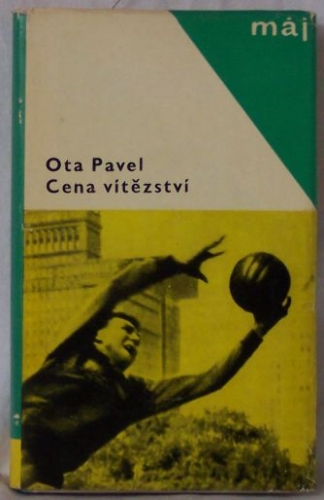 máj
Ota Pavel
Cena vítězství